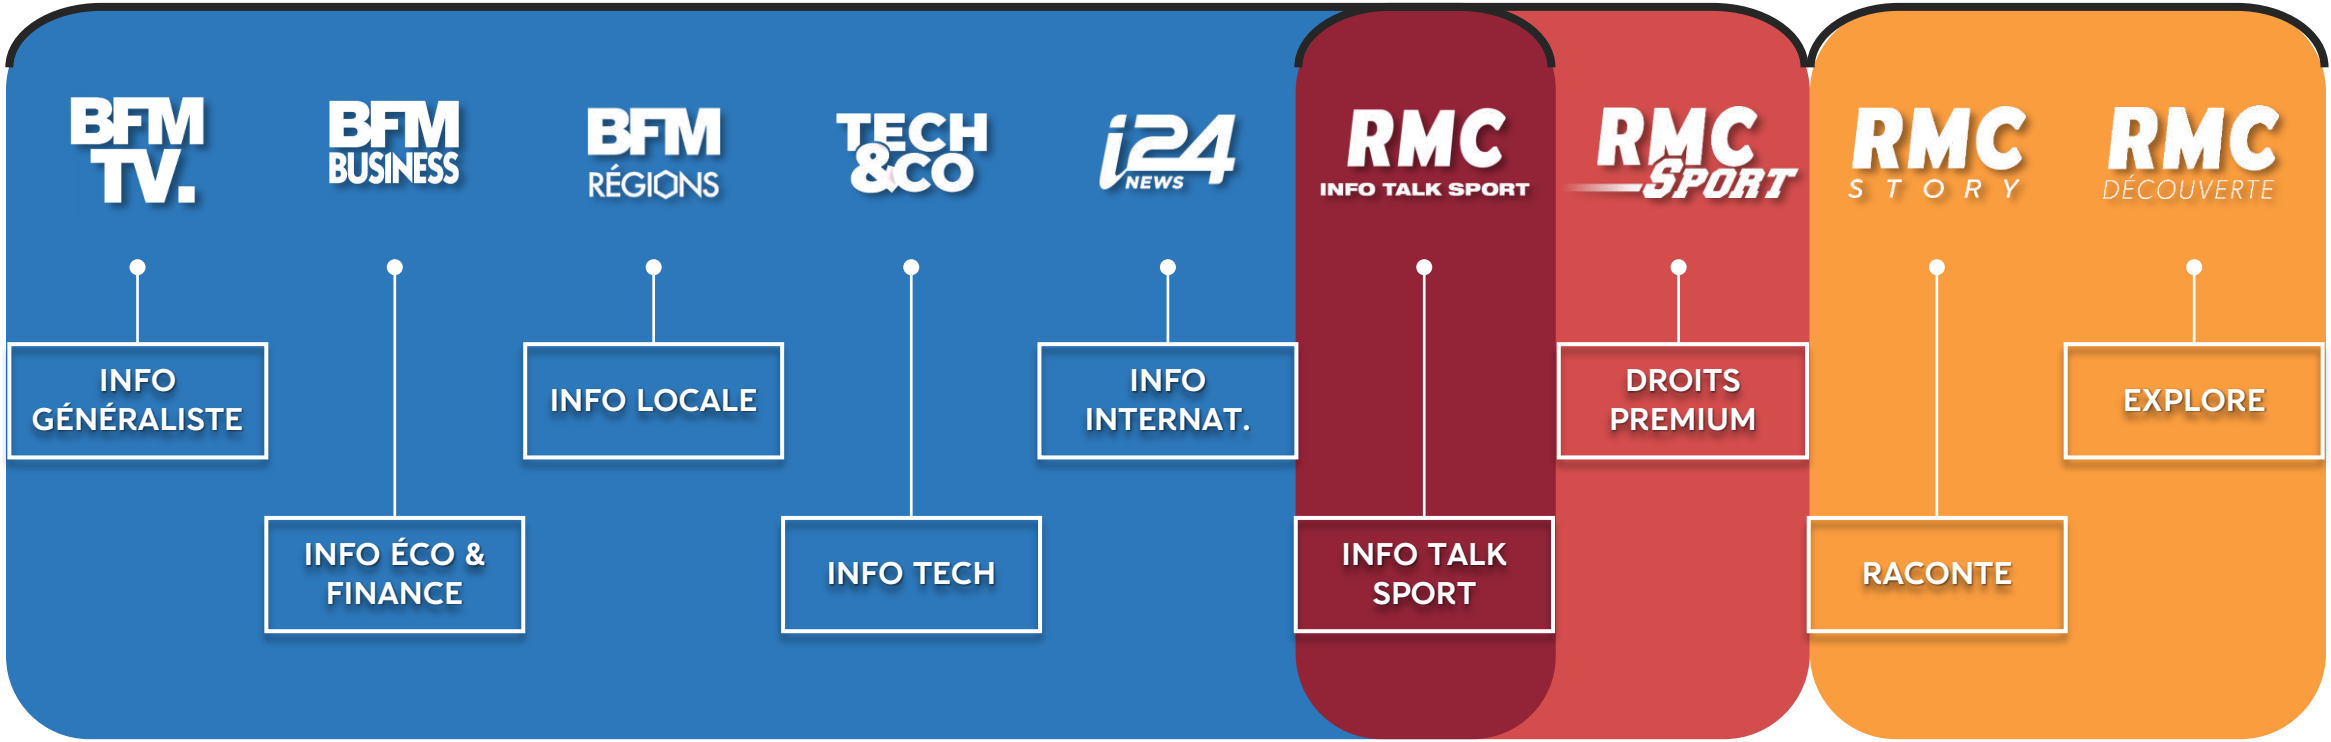 BFM
TV.
BFM
BUSINESS
BFM
RÉGIONS
TECH
&CO
i24
NEWS
RMC
INFO TALK SPORT
RMC
SPORT
RMC
STORY
RMC
DÉCOUVERTE
INFO
GÉNÉRALISTE
INFO LOCALE
INFO
INTERNAT.
DROITS
PREMIUM
EXPLORE
INFO ÉCO &
FINANCE
INFO TECH
INFO TALK
SPORT
RACONTE